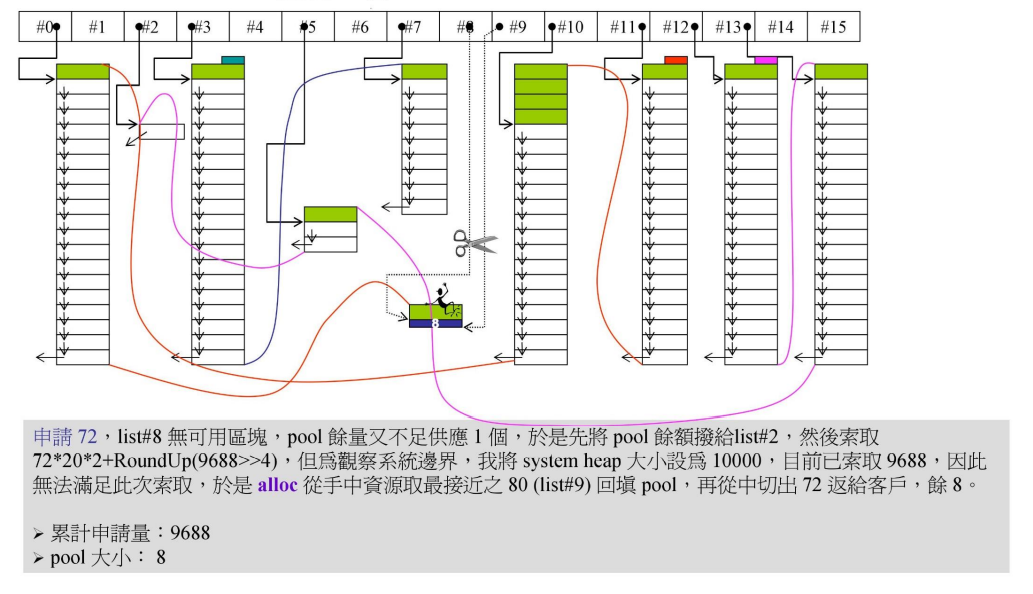 #0 #1 #2 #3 #4 #5 #6 #7 #8 #9 #10 #11 #12 #13 #14 #15
8
申請 72，list#8 無可用區塊，pool 餘量又不足供應 1 個，於是先將 pool 餘額撥給list#2，然後索取
72*20*2+RoundUp(9688>>4)，但爲觀察系統邊界，我將 system heap 大小設爲 10000，目前已索取 9688，因此
無法滿足此次索取，於是 alloc 從手中資源取最接近之 80 (list#9) 回填 pool，再從中切出 72 返給客戶，餘 8。
➢ 累計申請量：9688
➢ pool 大小： 8